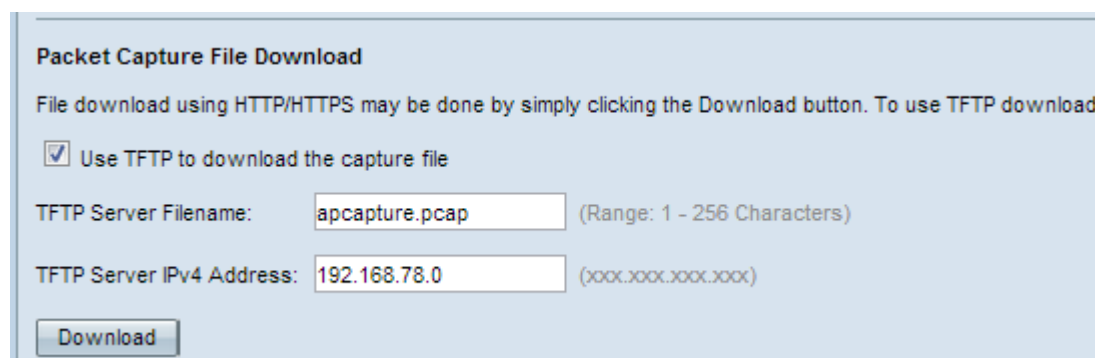 Packet Capture File Download
File download using HTTP/HTTPS may be done by simply clicking the Download button. To use TFTP download
Use TFTP to download the capture file
TFTP Server Filename: apcapture.pcap (Range: 1 - 256 Characters)
TFTP Server IPv4 Address: 192.168.78.0 (xxx.xxx.xxx.xxx)
Download